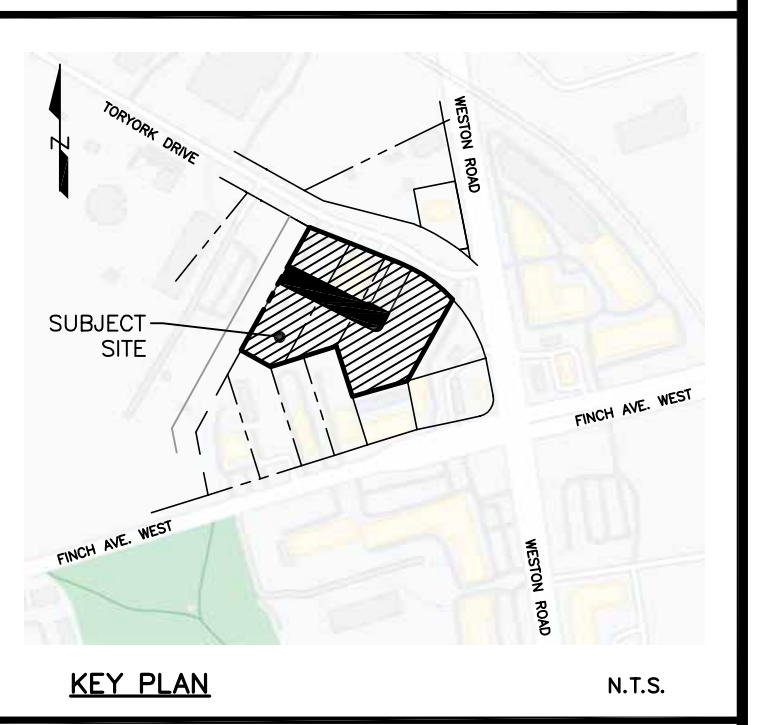 TORYORK DRIVE
WESTON ROAD
N
SUBJECT
SITE
FINCH AVE. WEST
FINCH AVE. WEST
WESTON ROAD
KEY PLAN
N.T.S.